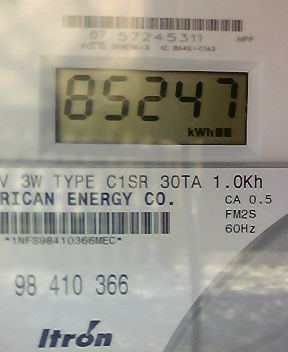 07 57245311
85247
kWh
V 3W TYPE C1SR 30TA 1.0Kh
RICAN ENERGY CO.
CA 0.5
FM2S
60Hz
*1NFS98410366MEC*
98 410 366
Itrón